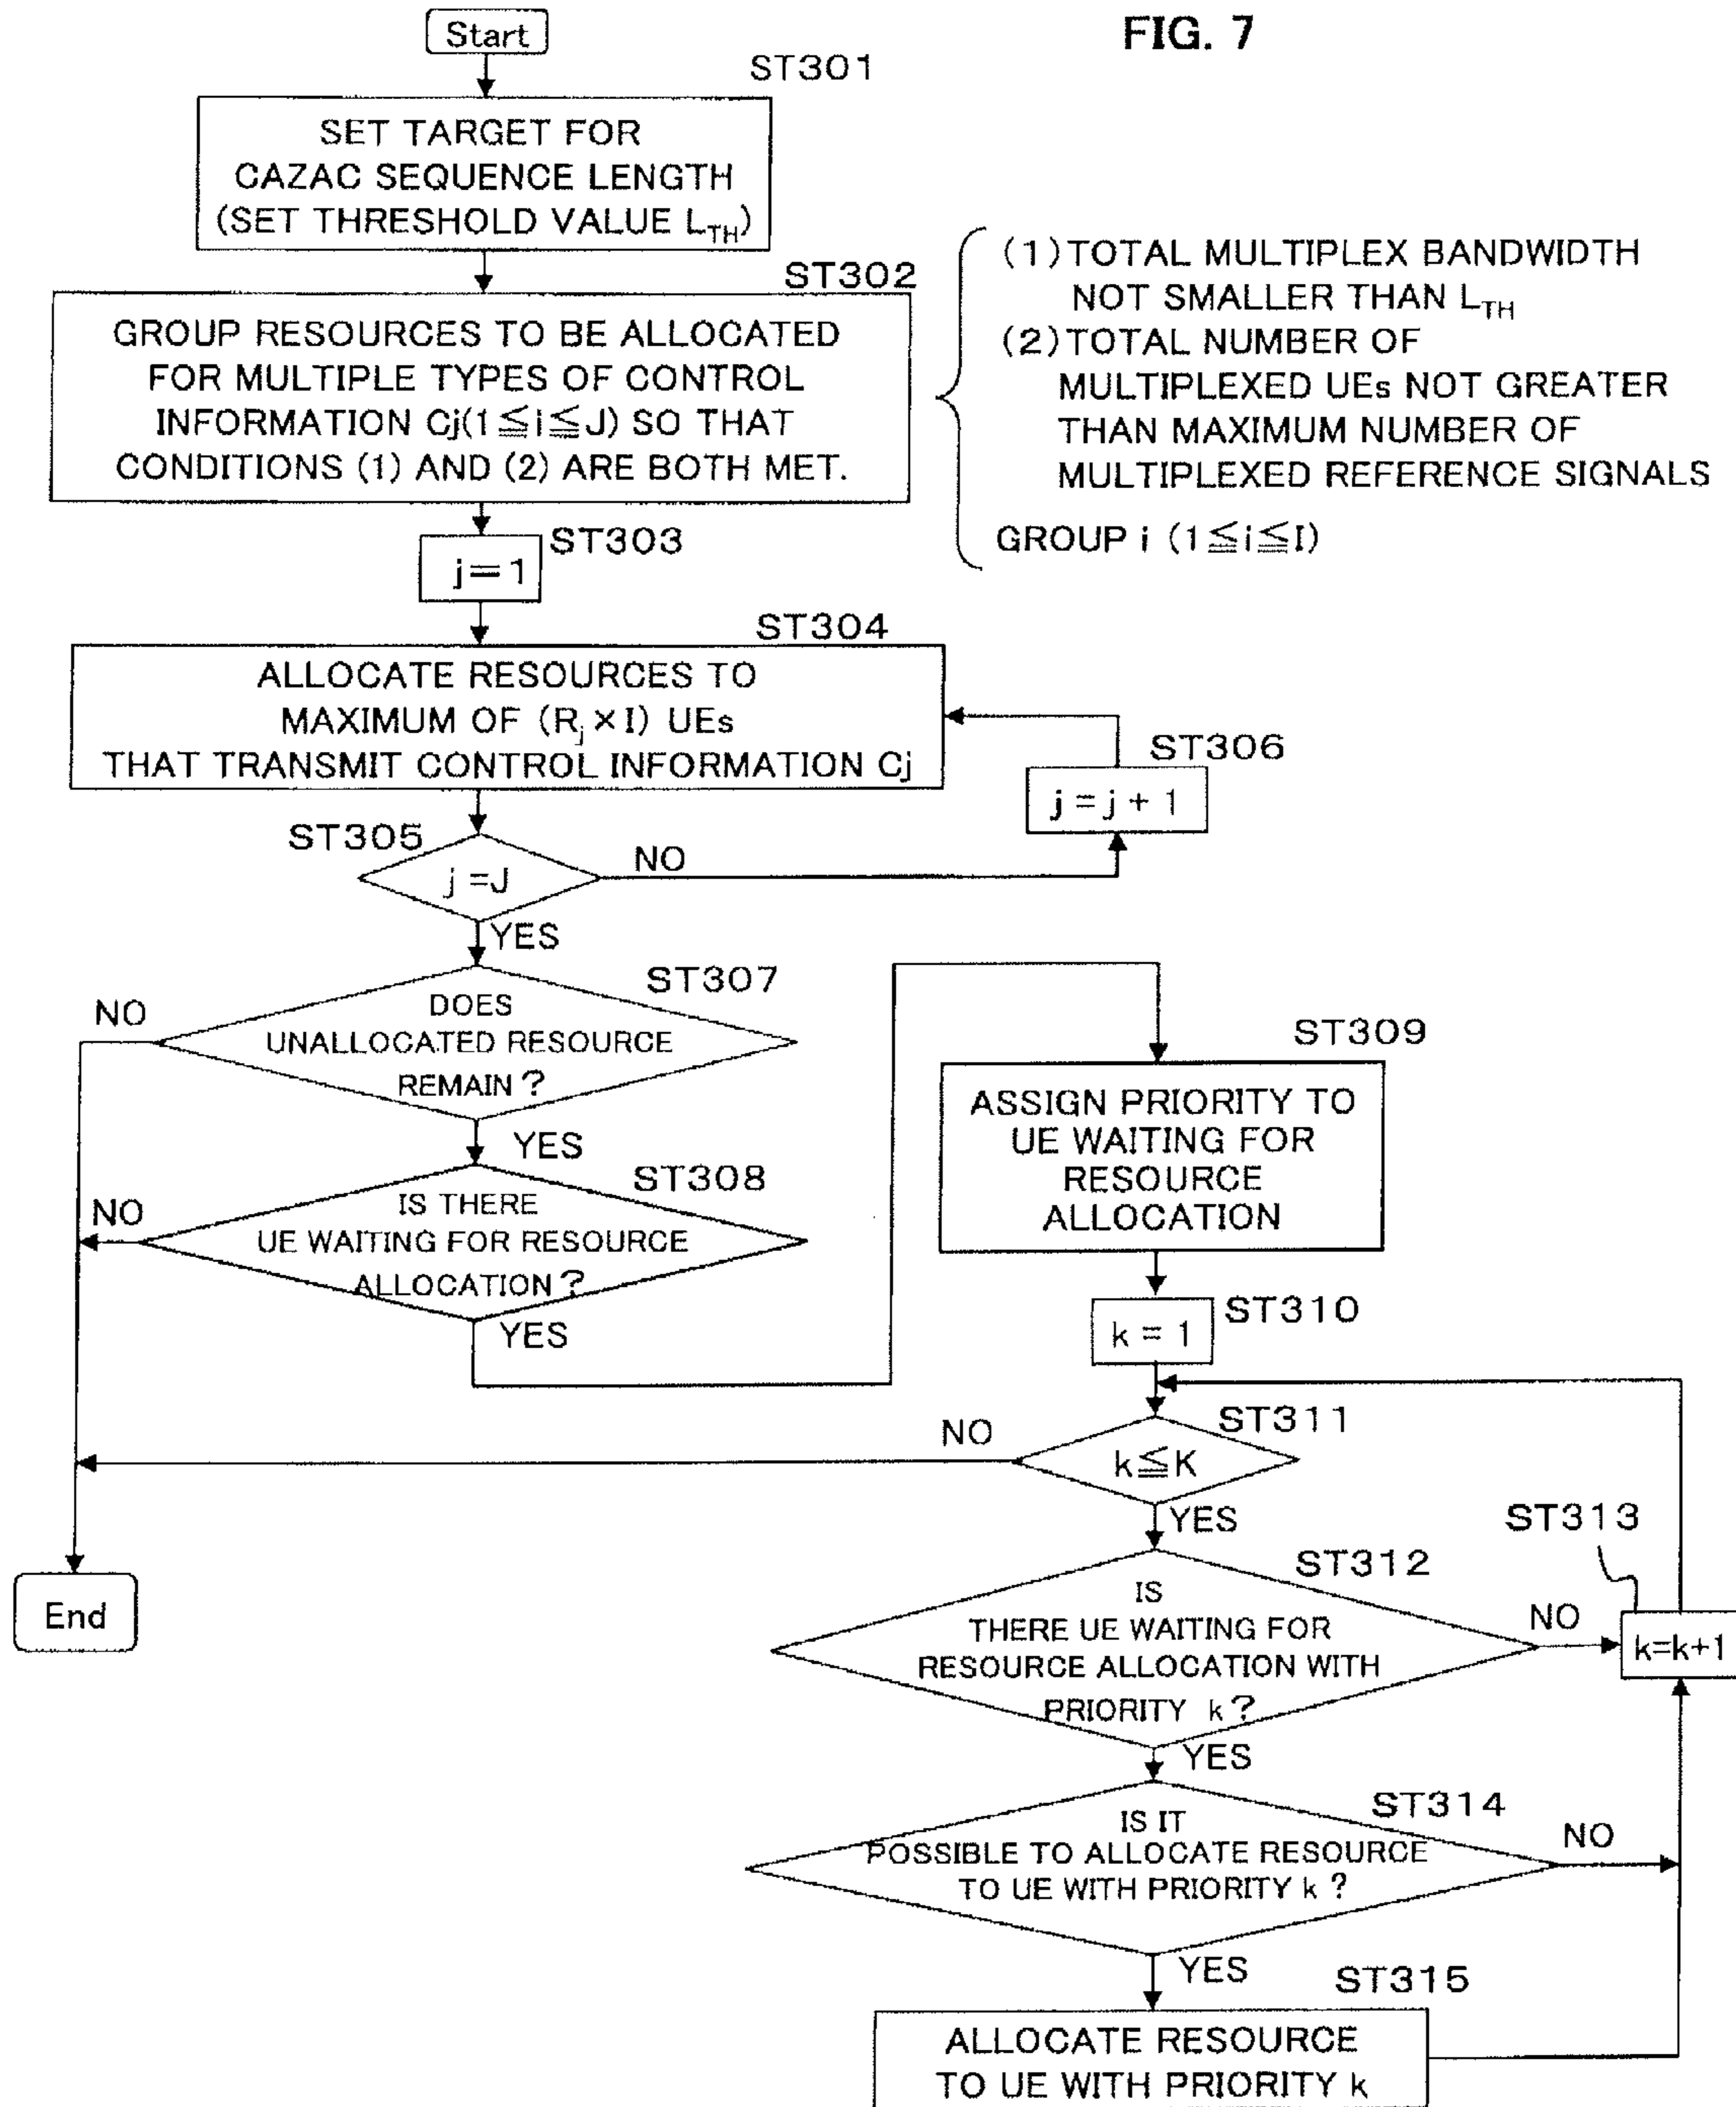 FIG. 7
Start
ST301
SET TARGET FOR
CAZAC SEQUENCE LENGTH
(SET THRESHOLD VALUE L_TH)
ST302
GROUP RESOURCES TO BE ALLOCATED
FOR MULTIPLE TYPES OF CONTROL
INFORMATION Cj(1≦i≦J) SO THAT
CONDITIONS (1) AND (2) ARE BOTH MET.
(1) TOTAL MULTIPLEX BANDWIDTH
NOT SMALLER THAN L_TH
(2) TOTAL NUMBER OF
MULTIPLEXED UEs NOT GREATER
THAN MAXIMUM NUMBER OF
MULTIPLEXED REFERENCE SIGNALS
GROUP i (1≦i≦I)
ST303
j=1
ST304
ALLOCATE RESOURCES TO
MAXIMUM OF (R_j×I) UEs
THAT TRANSMIT CONTROL INFORMATION Cj
ST306
j = j + 1
ST305
j =J
NO
YES
ST307
DOES
UNALLOCATED RESOURCE
REMAIN ?
NO
YES
ST308
IS THERE
UE WAITING FOR RESOURCE
ALLOCATION ?
NO
YES
ST309
ASSIGN PRIORITY TO
UE WAITING FOR
RESOURCE
ALLOCATION
ST310
k = 1
ST311
k≦K
NO
YES
ST312
IS
THERE UE WAITING FOR
RESOURCE ALLOCATION WITH
PRIORITY k ?
NO
YES
ST313
k=k+1
End
ST314
IS IT
POSSIBLE TO ALLOCATE RESOURCE
TO UE WITH PRIORITY k ?
NO
YES
ST315
ALLOCATE RESOURCE
TO UE WITH PRIORITY k